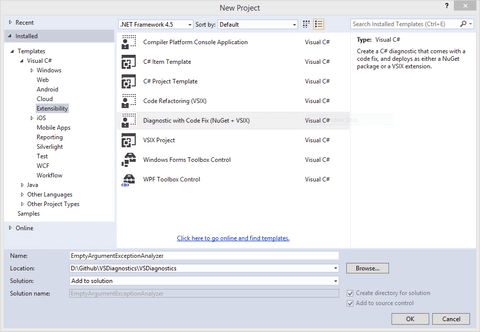 New Project
Recent
Installed
Templates
Visual C#
Windows
Web
Android
Cloud
Extensibility
iOS
Mobile Apps
Reporting
Silverlight
Test
WCF
Workflow
Java
Other Languages
Other Project Types
Samples
Online
.NET Framework 4.5 Sort by: Default
Compiler Platform Console Application Visual C#
C# Item Template Visual C#
C# Project Template Visual C#
Code Refactoring (VSIX) Visual C#
Diagnostic with Code Fix (NuGet + VSIX) Visual C#
VSIX Project Visual C#
Windows Forms Toolbox Control Visual C#
WPF Toolbox Control Visual C#
Click here to go online and find templates.
Search Installed Templates (Ctrl+E)
Type: Visual C#
Create a C# diagnostic that comes with
a code fix, and deploys as either a NuGet
package or a VSIX extension.
Name: EmptyArgumentExceptionAnalyzer
Location: D:\Github\VSDiagnostics\VSDiagnostics Browse...
Solution: Add to solution
Solution name: EmptyArgumentExceptionAnalyzer
Create directory for solution
Add to source control
OK Cancel